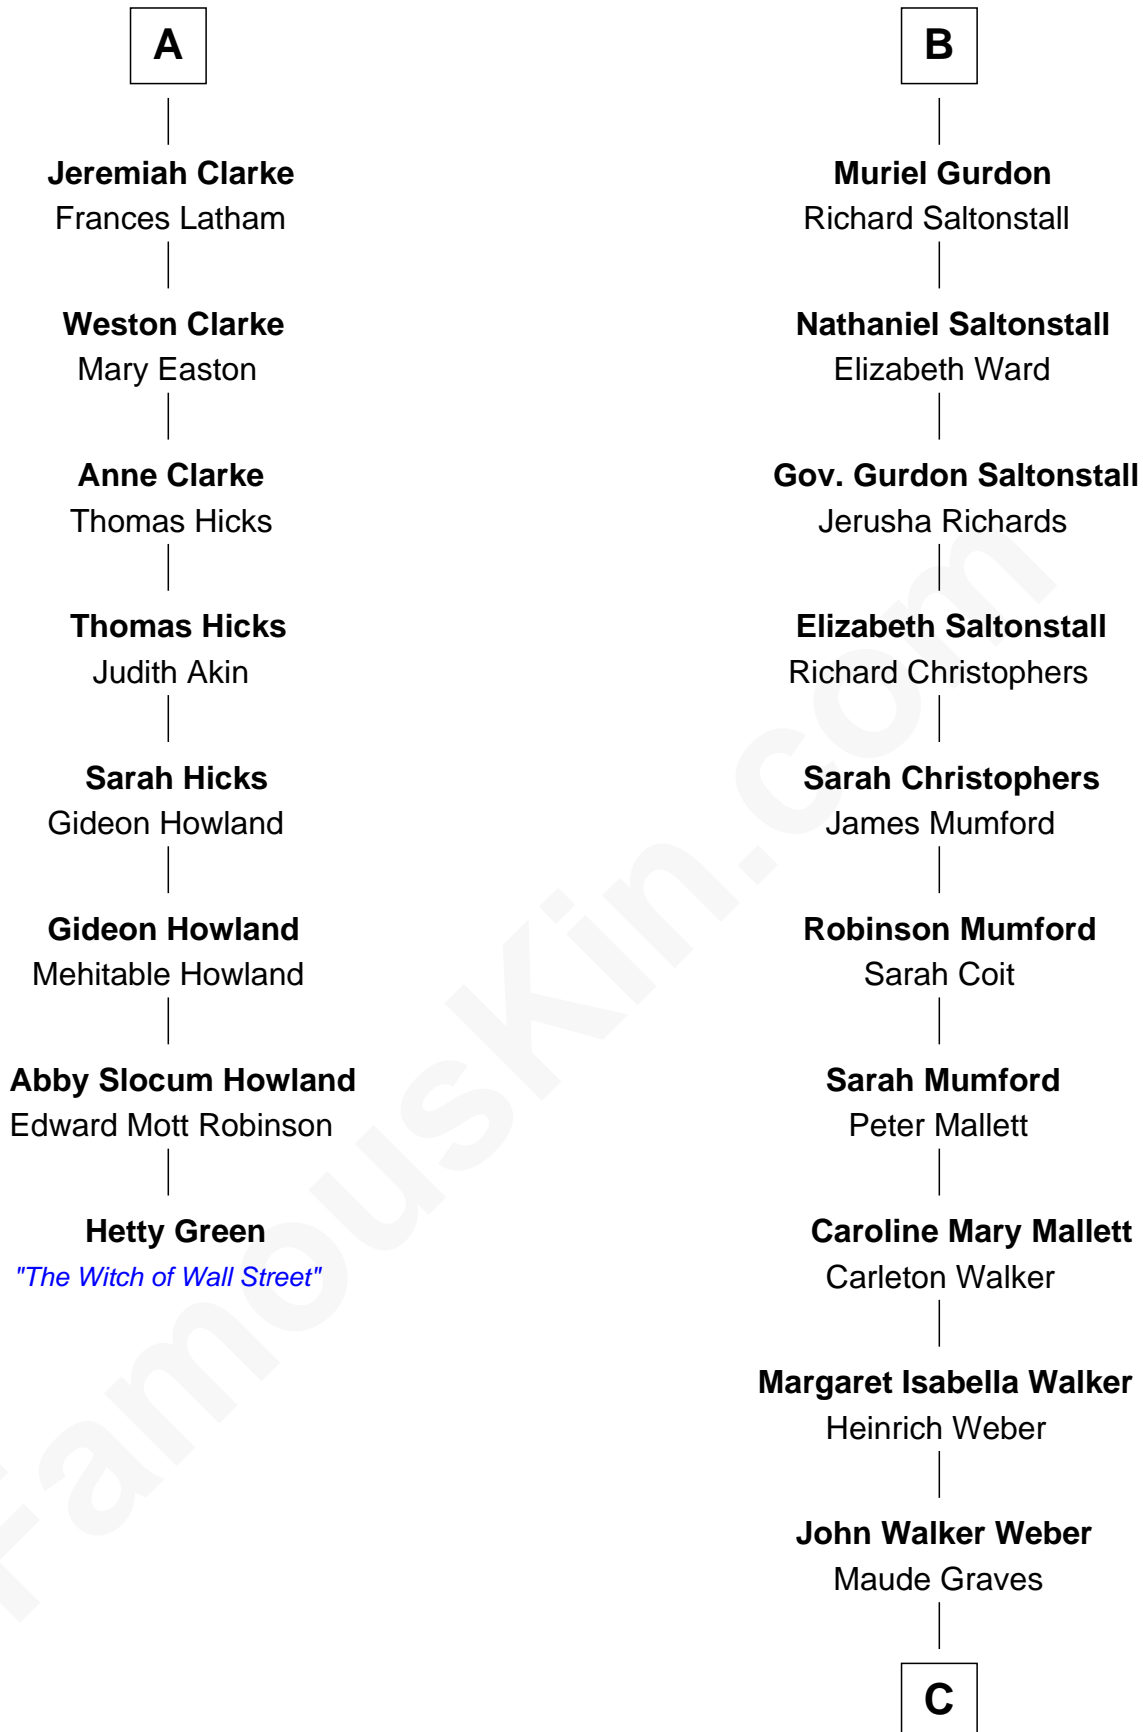 A
Jeremiah Clarke
Frances Latham
Weston Clarke
Mary Easton
Anne Clarke
Thomas Hicks
Thomas Hicks
Judith Akin
Sarah Hicks
Gideon Howland
Gideon Howland
Mehitable Howland
Abby Slocum Howland
Edward Mott Robinson
Hetty Green
"The Witch of Wall Street"
B
Muriel Gurdon
Richard Saltonstall
Nathaniel Saltonstall
Elizabeth Ward
Gov. Gurdon Saltonstall
Jerusha Richards
Elizabeth Saltonstall
Richard Christophers
Sarah Christophers
James Mumford
Robinson Mumford
Sarah Coit
Sarah Mumford
Peter Mallett
Caroline Mary Mallett
Carleton Walker
Margaret Isabella Walker
Heinrich Weber
John Walker Weber
Maude Graves
C
FamousKin.com